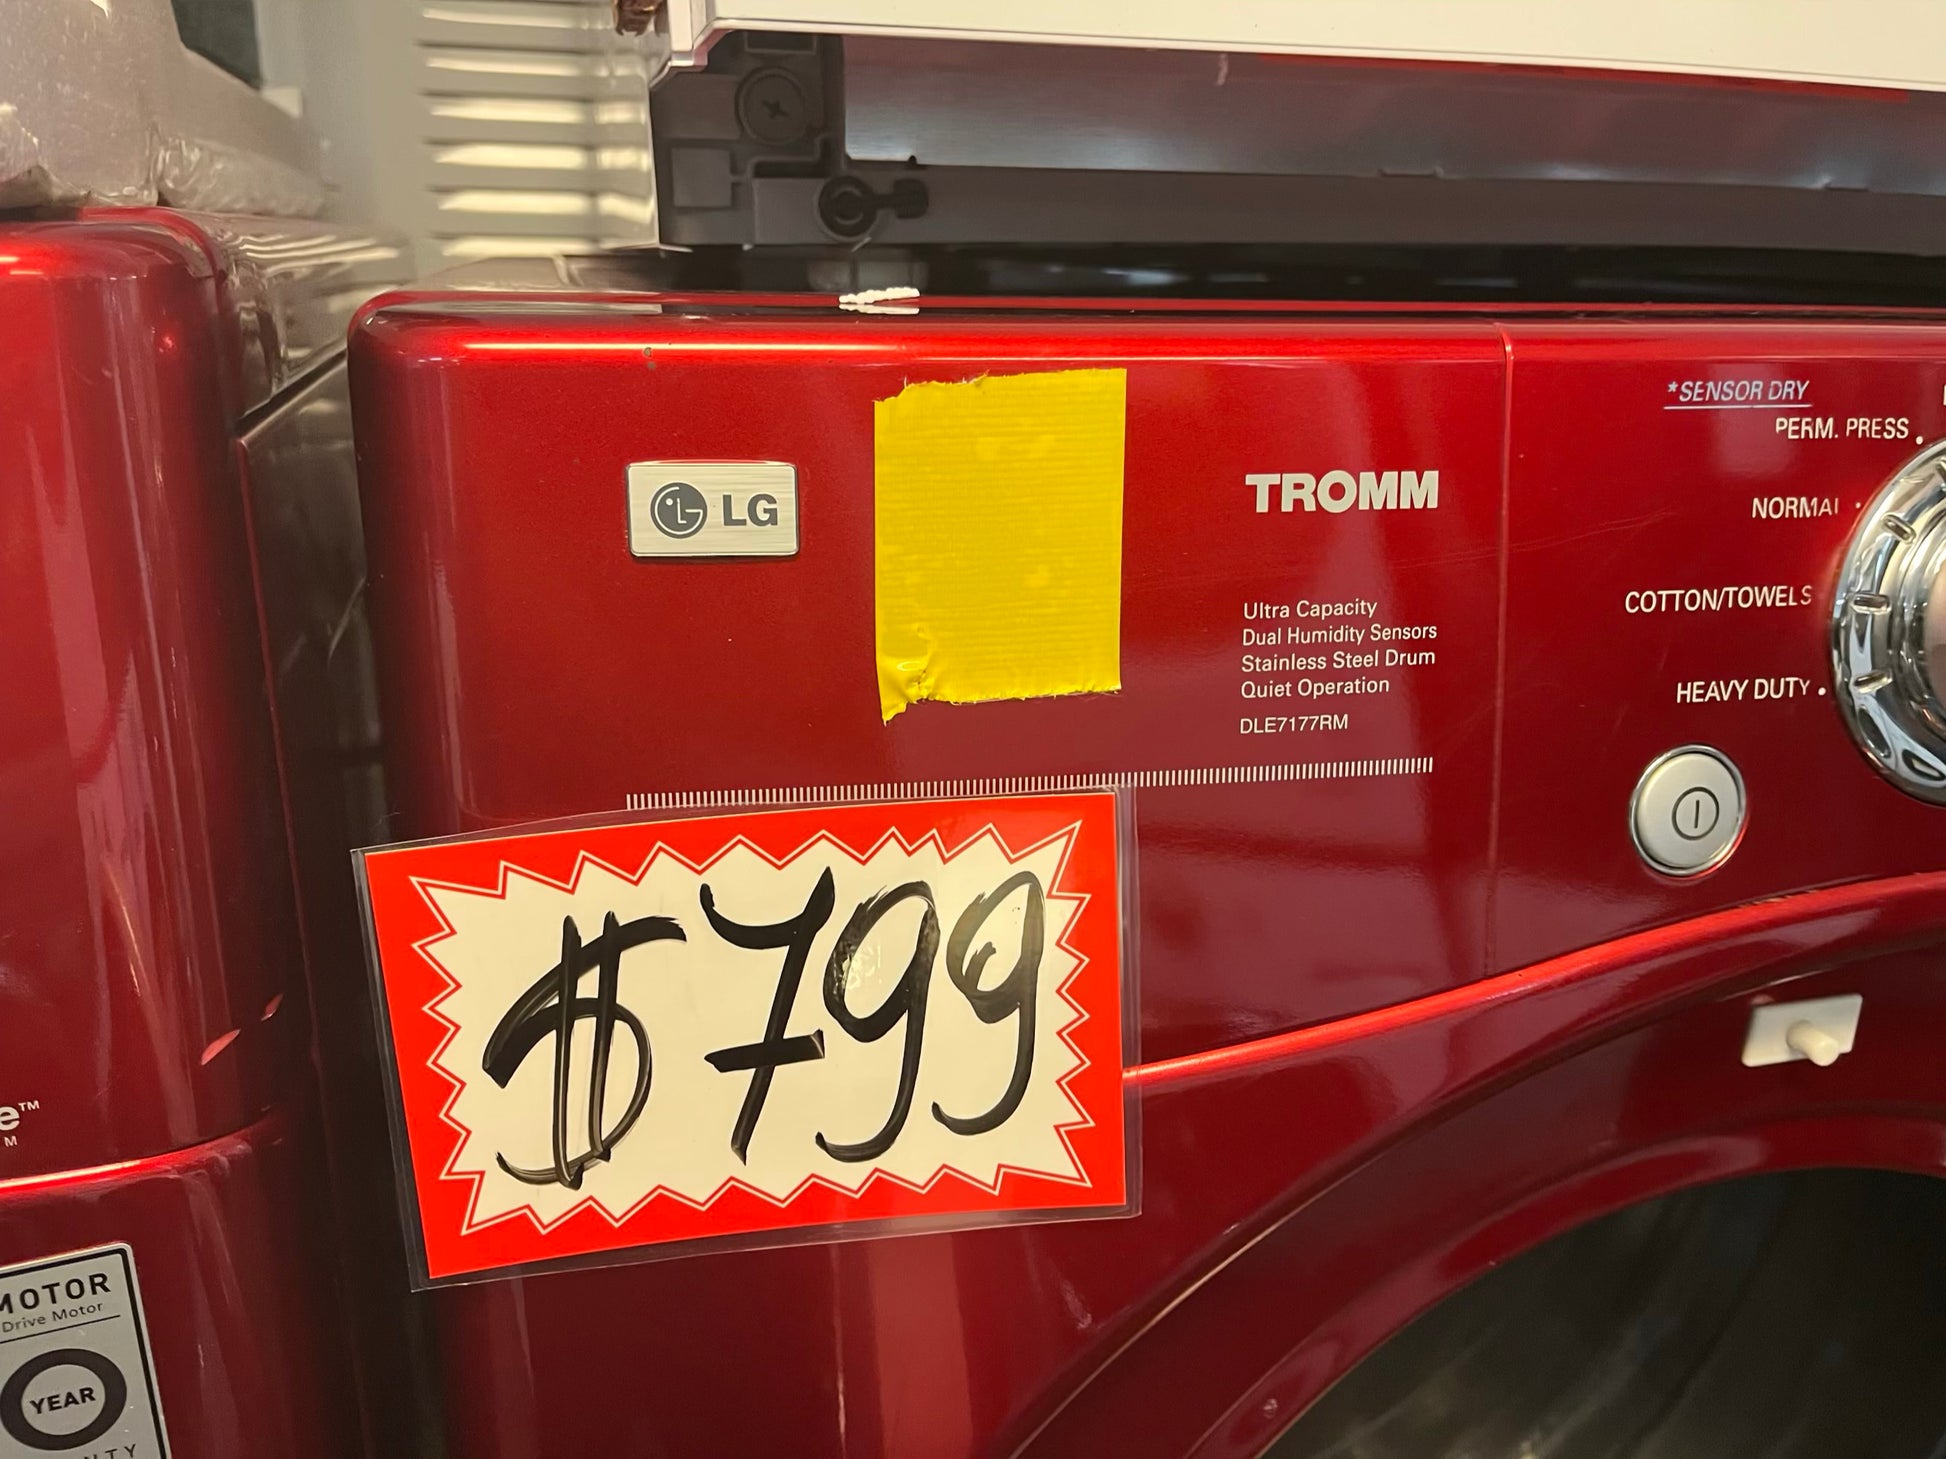 LG
TROMM
Ultra Capacity
Dual Humidity Sensors
Stainless Steel Drum
Quiet Operation
DLE7177RM
*SENSOR DRY
PERM. PRESS
NORMAL
COTTON/TOWELS
HEAVY DUTY
$799
e™
MOTOR
Drive Motor
YEAR